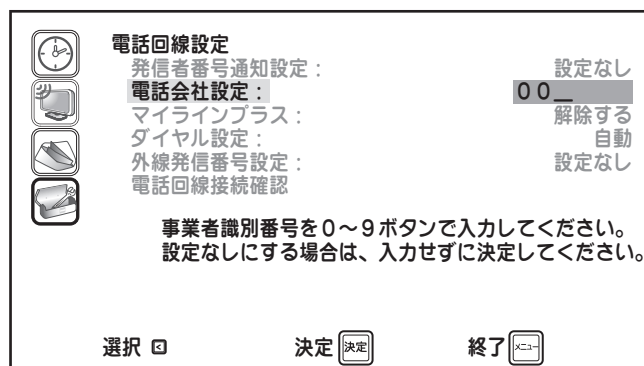 電話回線設定
発信者番号通知設定： 設定なし
電話会社設定： 00_
マイラインプラス： 解除する
ダイヤル設定： 自動
外線発信番号設定： 設定なし
電話回線接続確認
事業者識別番号を０～９ボタンで入力してください。
設定なしにする場合は、入力せずに決定してください。
選択 決定 決定 終了 メニュー